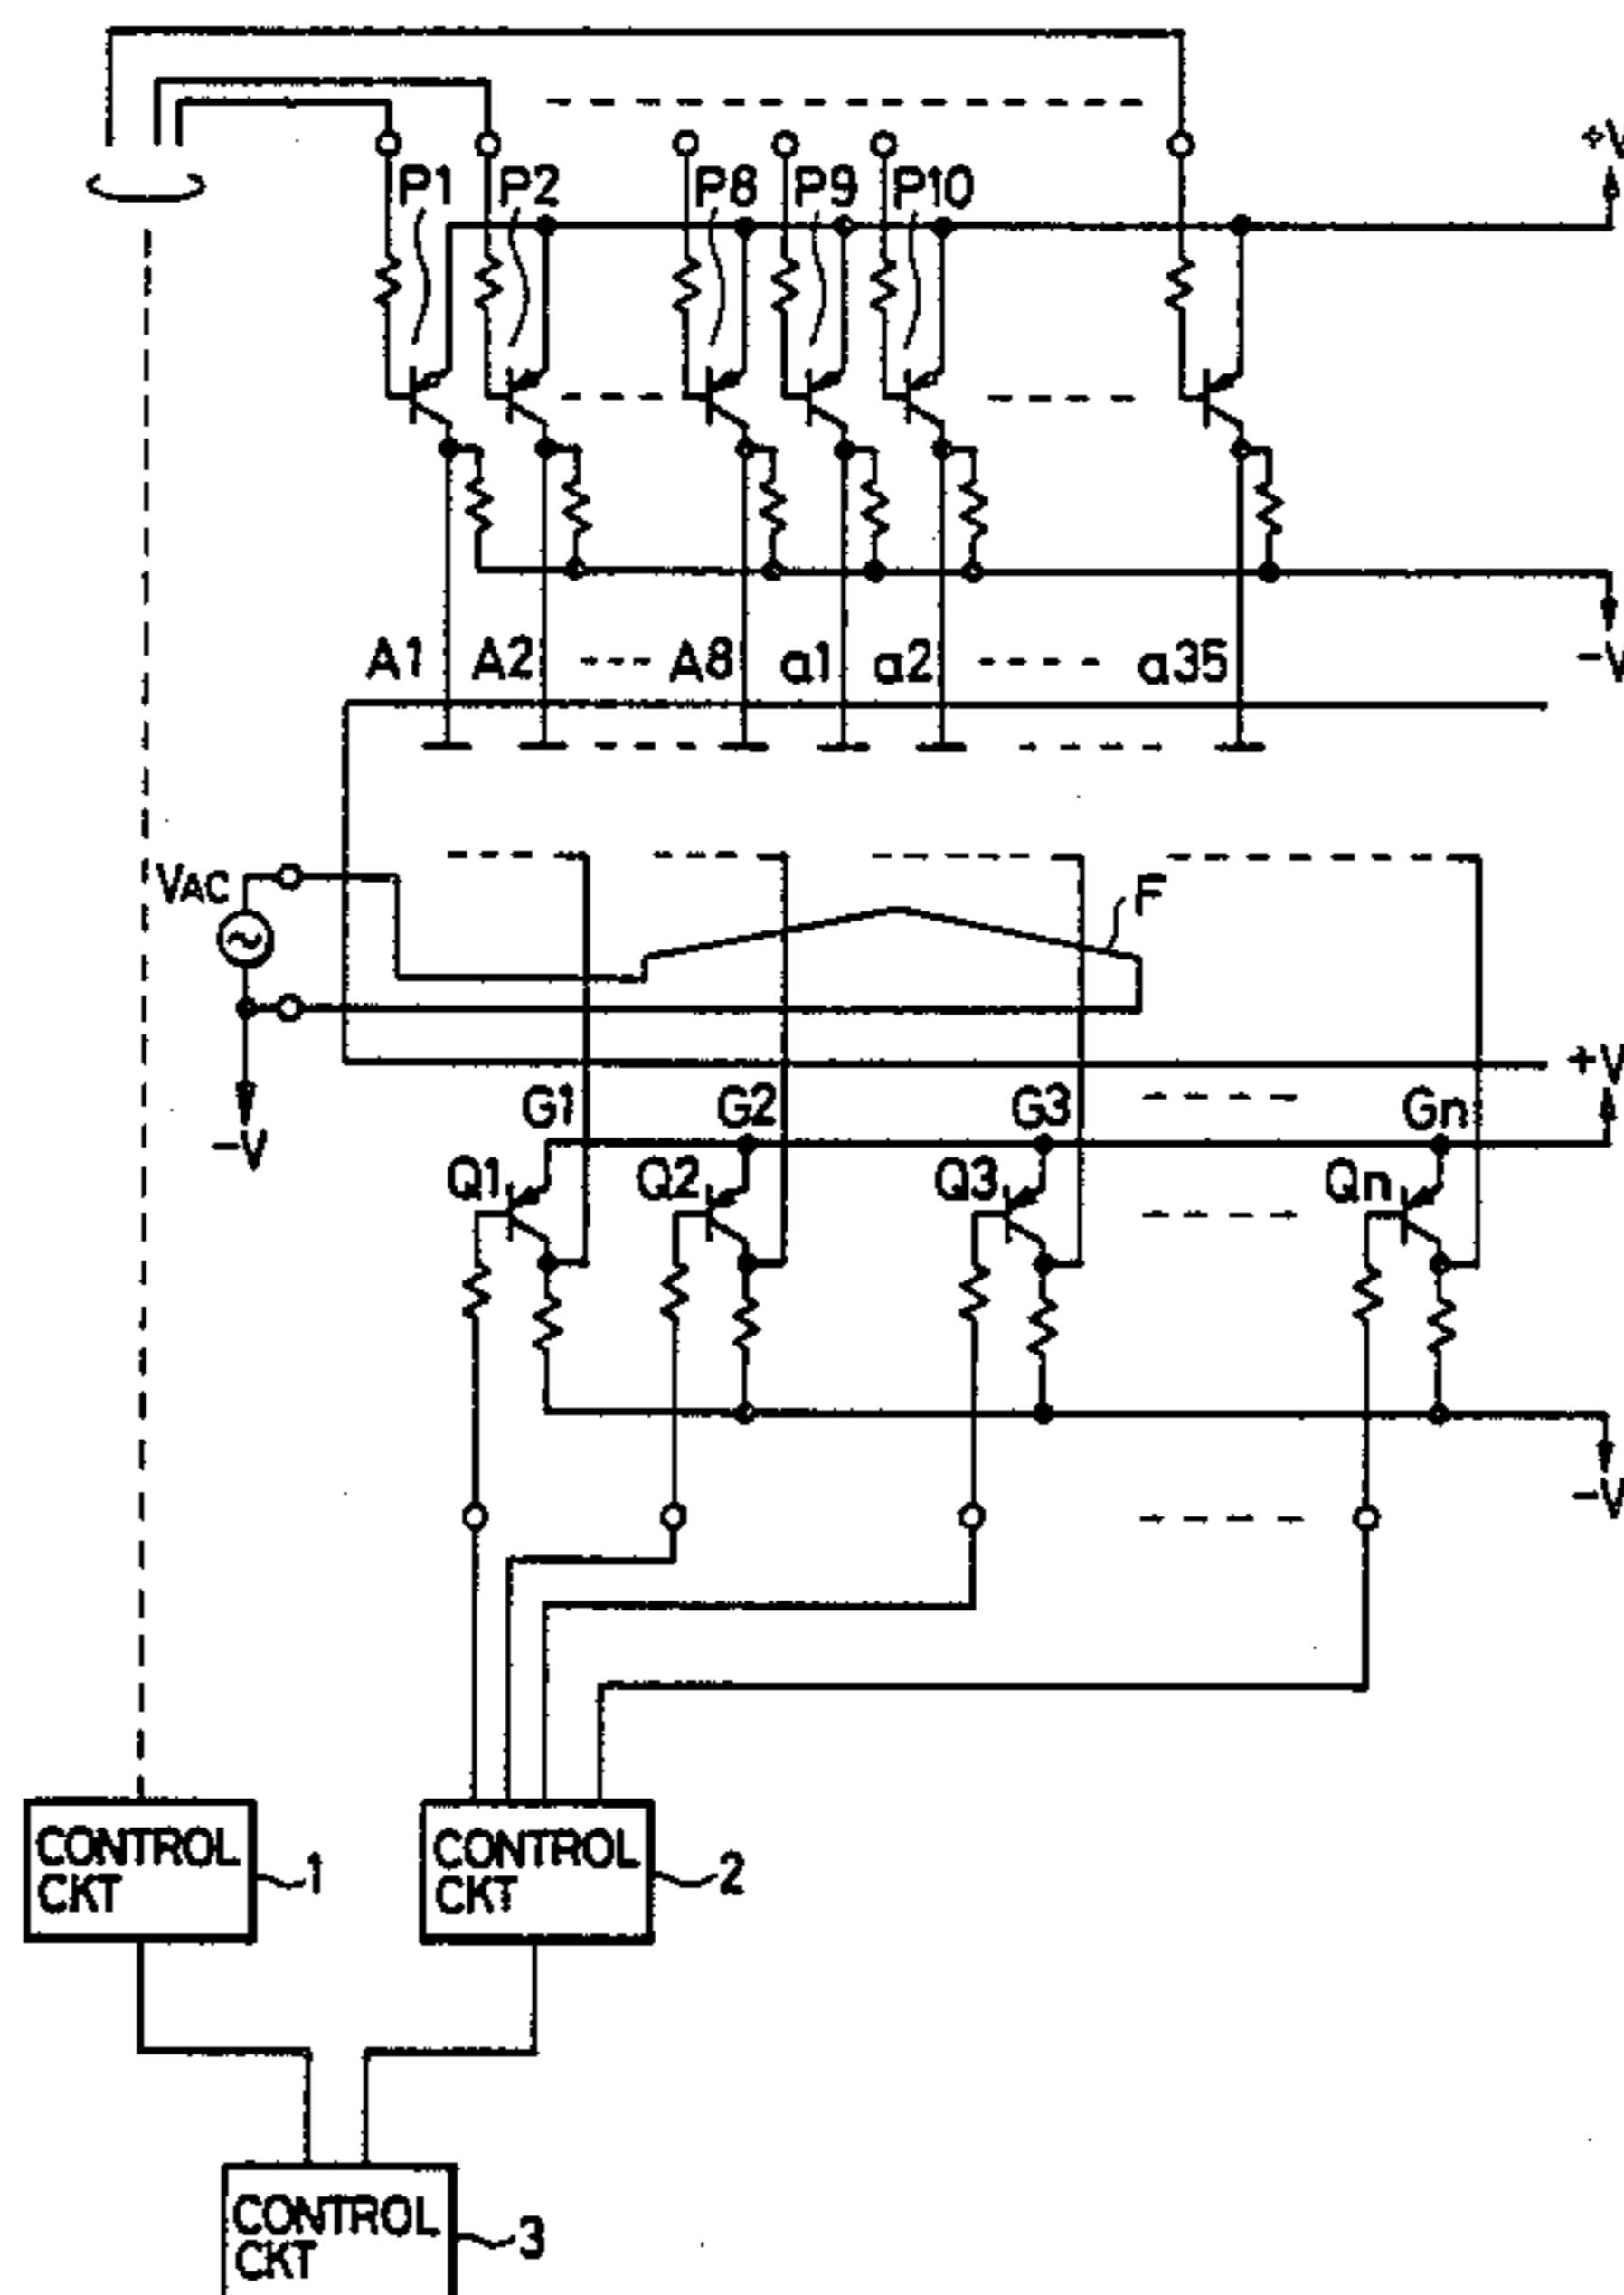 +V
P1 P2 P8 P9 P10
-V
A1 A2 A8 a1 a2 a35
VAC
F
+V
G1 G2 G3 Gn
-V
Q1 Q2 Q3 Qn
-V
CONTROL
CKT
1
CONTROL
CKT
2
CONTROL
CKT
3